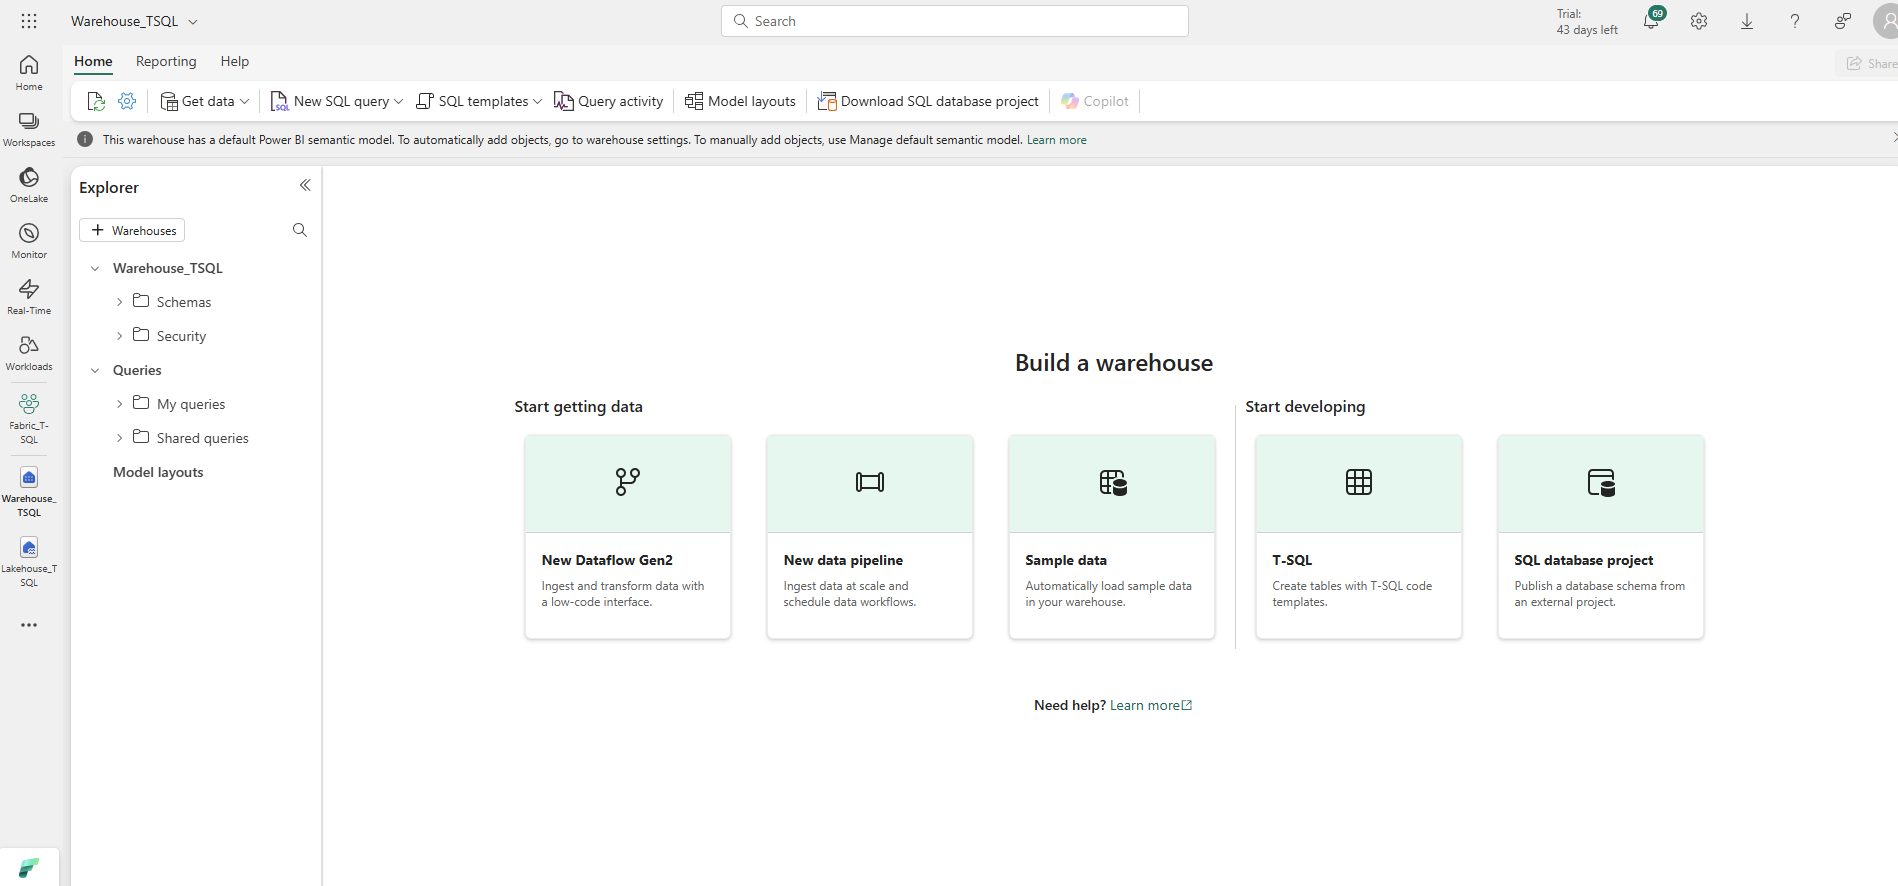 Warehouse_TSQL
Search
Trial:
43 days left
69
Home
Reporting
Help
Share
Get data
New SQL query
SQL templates
Query activity
Model layouts
Download SQL database project
Copilot
This warehouse has a default Power BI semantic model. To automatically add objects, go to warehouse settings. To manually add objects, use Manage default semantic model. Learn more
Home
Workspaces
OneLake
Monitor
Real-Time
Workloads
Fabric_T-
SQL
Warehouse_
TSQL
Lakehouse_T
SQL
Explorer
Warehouses
Warehouse_TSQL
Schemas
Security
Queries
My queries
Shared queries
Model layouts
Build a warehouse
Start getting data
New Dataflow Gen2
Ingest and transform data with
a low-code interface.
New data pipeline
Ingest data at scale and
schedule data workflows.
Sample data
Automatically load sample data
in your warehouse.
Start developing
T-SQL
Create tables with T-SQL code
templates.
SQL database project
Publish a database schema from
an external project.
Need help? Learn more